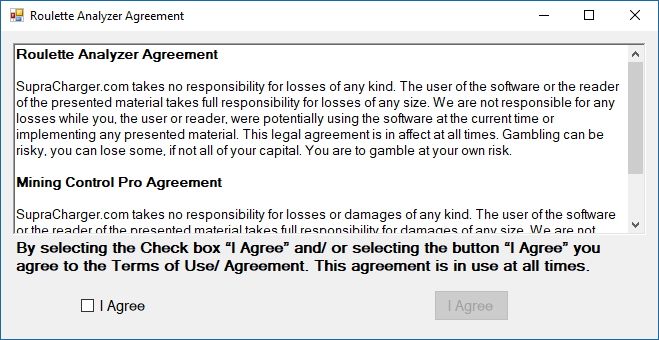 Roulette Analyzer Agreement
Roulette Analyzer Agreement
SupraCharger.com takes no responsibility for losses of any kind. The user of the software or the reader
of the presented material takes full responsibility for losses of any size. We are not responsible for any
losses while you, the user or reader, were potentially using the software at the current time or
implementing any presented material. This legal agreement is in affect at all times. Gambling can be
risky, you can lose some, if not all of your capital. You are to gamble at your own risk.
Mining Control Pro Agreement
SupraCharger.com takes no responsibility for losses or damages of any kind. The user of the software
or the reader of the presented material takes full responsibility for damages of any size. We are not
By selecting the Check box “I Agree” and/ or selecting the button “I Agree” you
agree to the Terms of Use/ Agreement. This agreement is in use at all times.
I Agree
I Agree